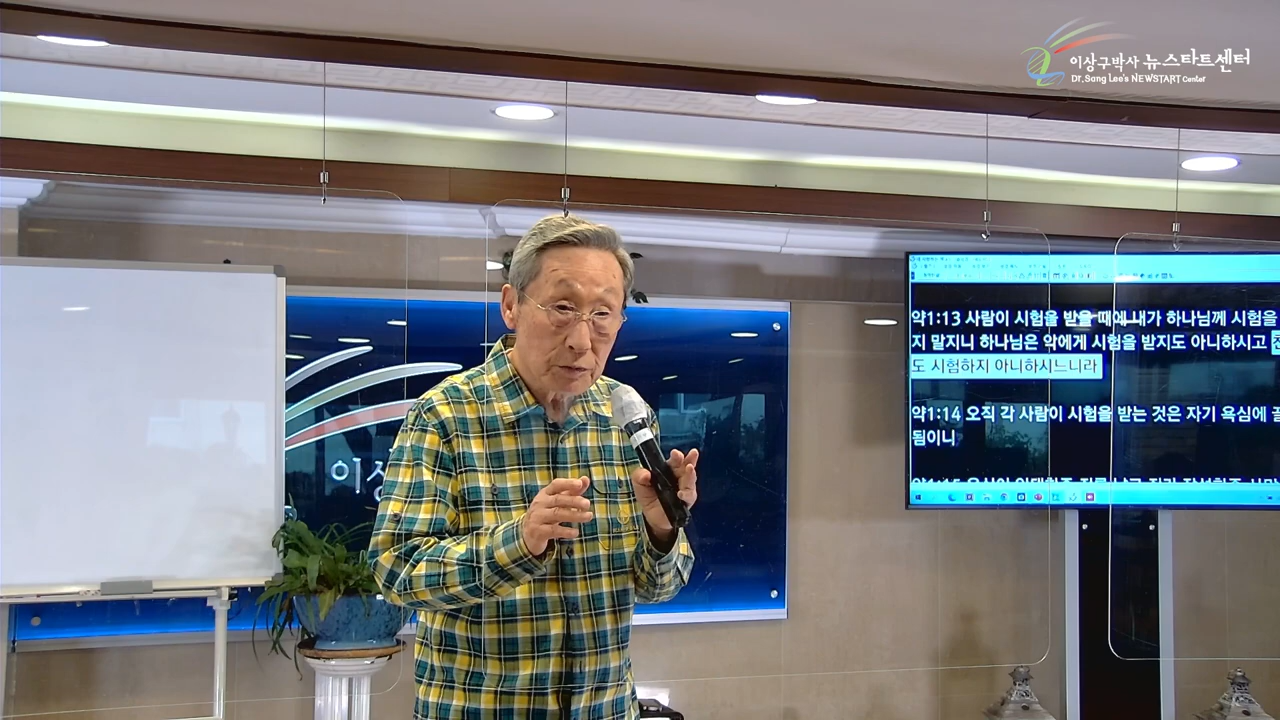 이상구박사 뉴스타트센터
Dr. Sang Lee's NEWSTART Center
이상
약1:13 사람이 시험을 받을 때에 내가 하나님께 시험을
지 말지니 하나님은 악에게 시험을 받지도 아니하시고 친
도 시험하지 아니하시느니라
약1:14 오직 각 사람이 시험을 받는 것은 자기 욕심에 끌
됨이니